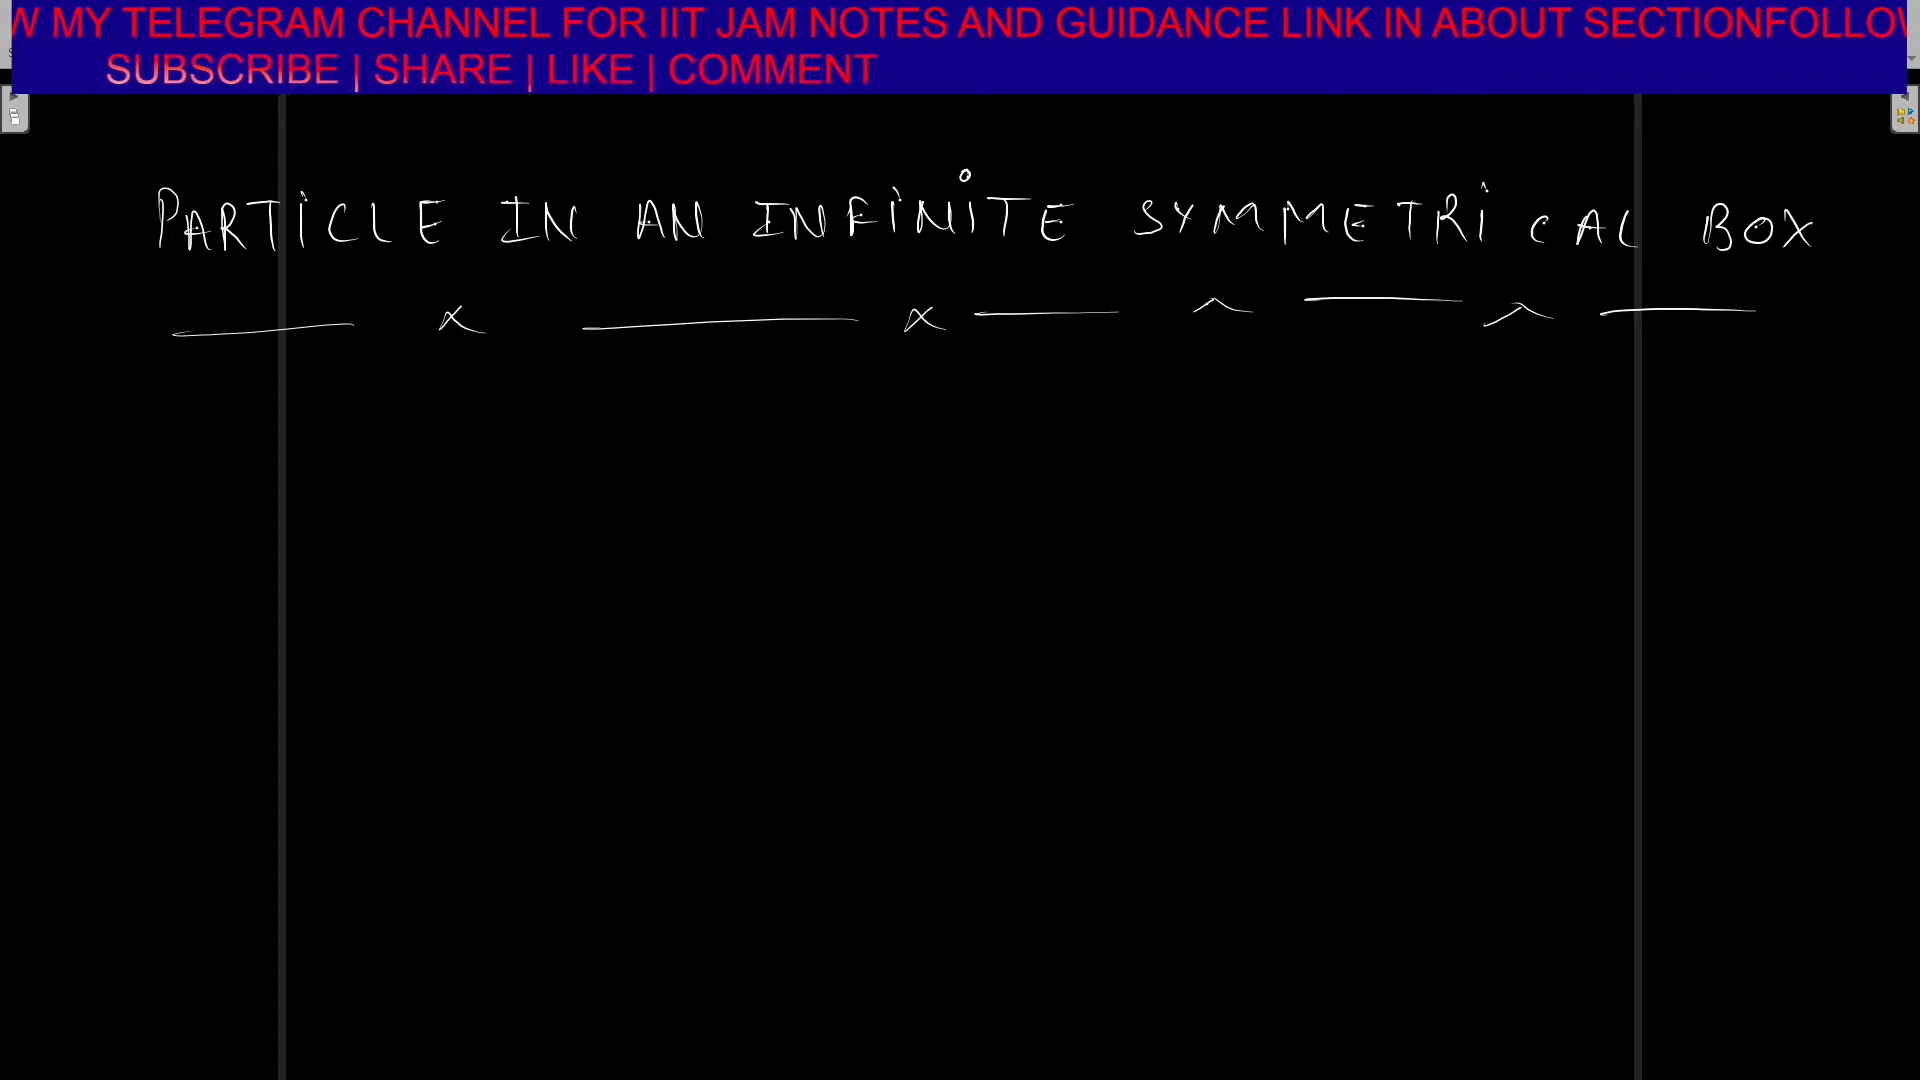 W MY TELEGRAM CHANNEL FOR IIT JAM NOTES AND GUIDANCE LINK IN ABOUT SECTIONFOLLOW
SUBSCRIBE | SHARE | LIKE | COMMENT
PARTICLE IN AN INFINITE SYMMETRICAL BOX